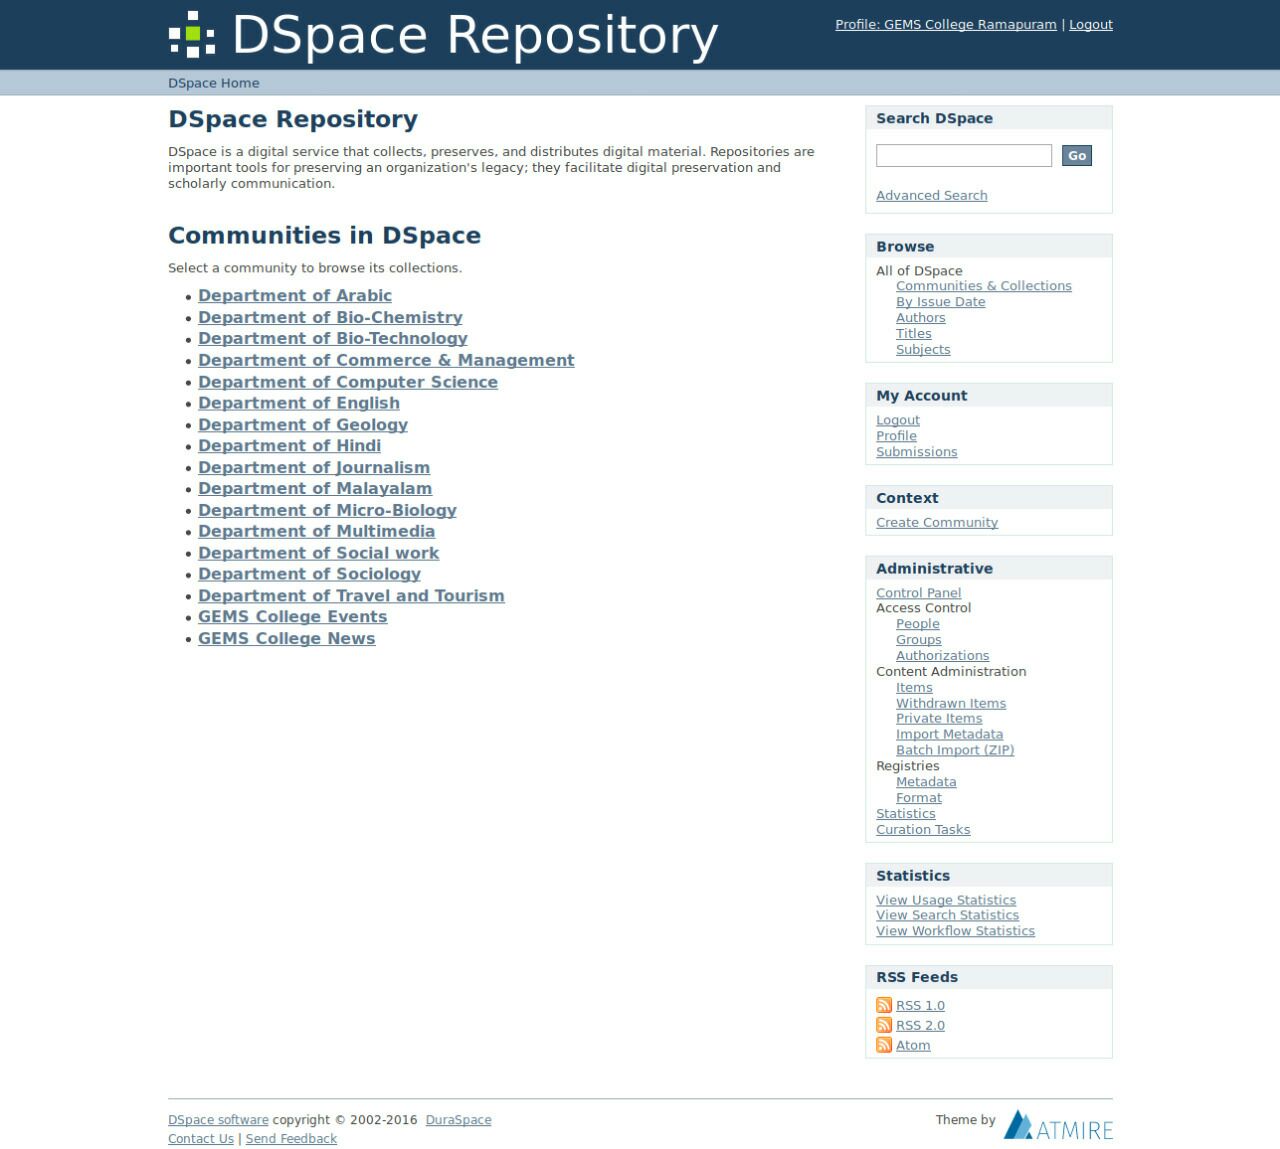 DSpace Repository
Profile: GEMS College Ramapuram | Logout
DSpace Home
DSpace Repository
DSpace is a digital service that collects, preserves, and distributes digital material. Repositories are
important tools for preserving an organization's legacy; they facilitate digital preservation and
scholarly communication.
Communities in DSpace
Select a community to browse its collections.
Department of Arabic
Department of Bio-Chemistry
Department of Bio-Technology
Department of Commerce & Management
Department of Computer Science
Department of English
Department of Geology
Department of Hindi
Department of Journalism
Department of Malayalam
Department of Micro-Biology
Department of Multimedia
Department of Social work
Department of Sociology
Department of Travel and Tourism
GEMS College Events
GEMS College News
Search DSpace
Go
Advanced Search
Browse
All of DSpace
Communities & Collections
By Issue Date
Authors
Titles
Subjects
My Account
Logout
Profile
Submissions
Context
Create Community
Administrative
Control Panel
Access Control
People
Groups
Authorizations
Content Administration
Items
Withdrawn Items
Private Items
Import Metadata
Batch Import (ZIP)
Registries
Metadata
Format
Statistics
Curation Tasks
Statistics
View Usage Statistics
View Search Statistics
View Workflow Statistics
RSS Feeds
RSS 1.0
RSS 2.0
Atom
DSpace software copyright © 2002-2016 DuraSpace
Contact Us | Send Feedback
Theme by ATMIRE